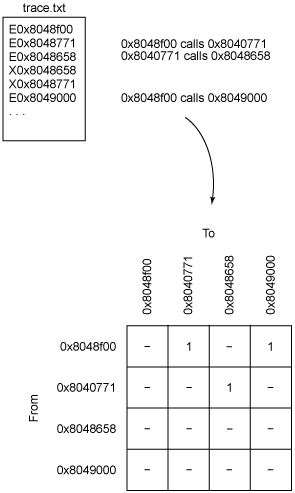 trace.txt
E0x8048f00
E0x8048771
E0x8048658
X0x8048658
X0x8048771
E0x8049000
. . .
0x8048f00 calls 0x8040771
0x8040771 calls 0x8048658
0x8048f00 calls 0x8049000
To
0x8048f00
0x8040771
0x8048658
0x8049000
From
0x8048f00 – 1 – 1
0x8040771 – – 1 –
0x8048658 – – – –
0x8049000 – – – –